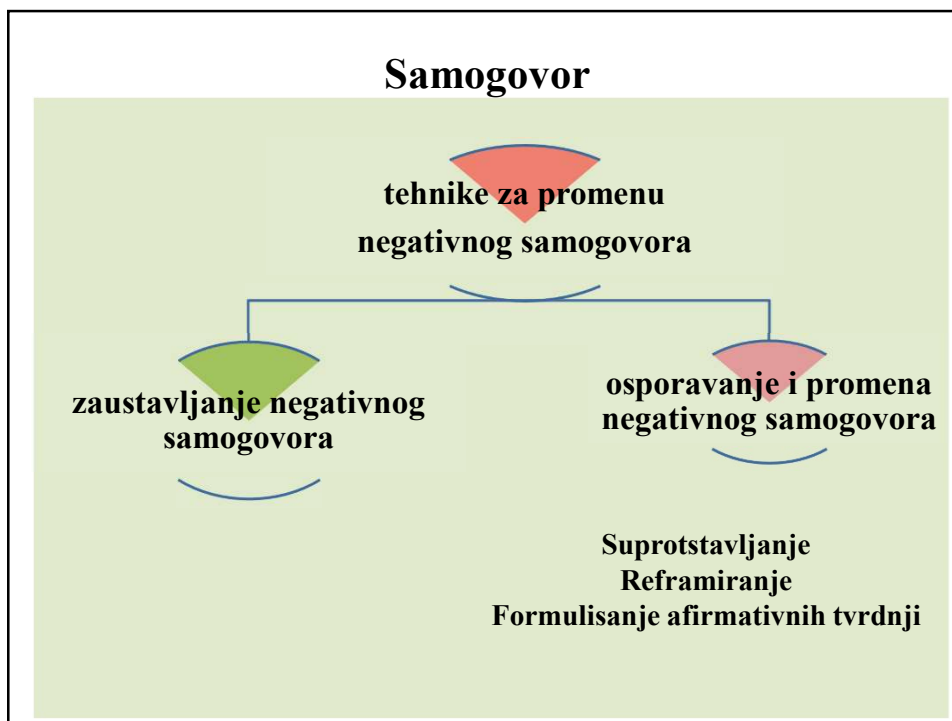 Samogovor
tehnike za promenu
negativnog samogovora
zaustavljanje negativnog
samogovora
osporavanje i promena
negativnog samogovora
Suprotstavljanje
Reframiranje
Formulisanje afirmativnih tvrdnji